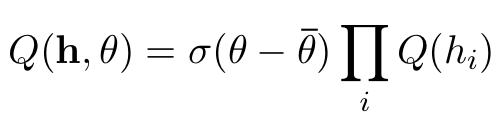 Q(𝐡, θ) = σ(θ − θ̄) ∏ᵢ Q(hᵢ)